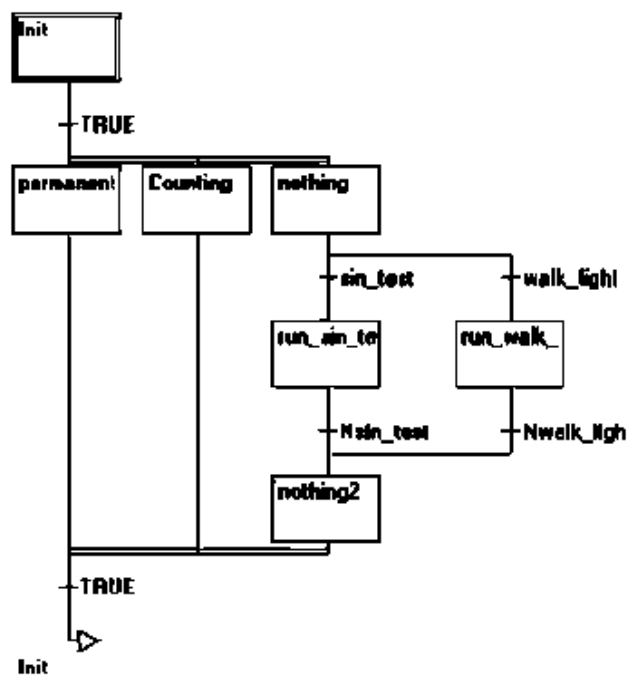 Init
TRUE
permanent Counting nothing
sin_test walk_light
run_sin_te run_walk_
Nsin_test Nwalk_ligh
nothing2
TRUE
Init